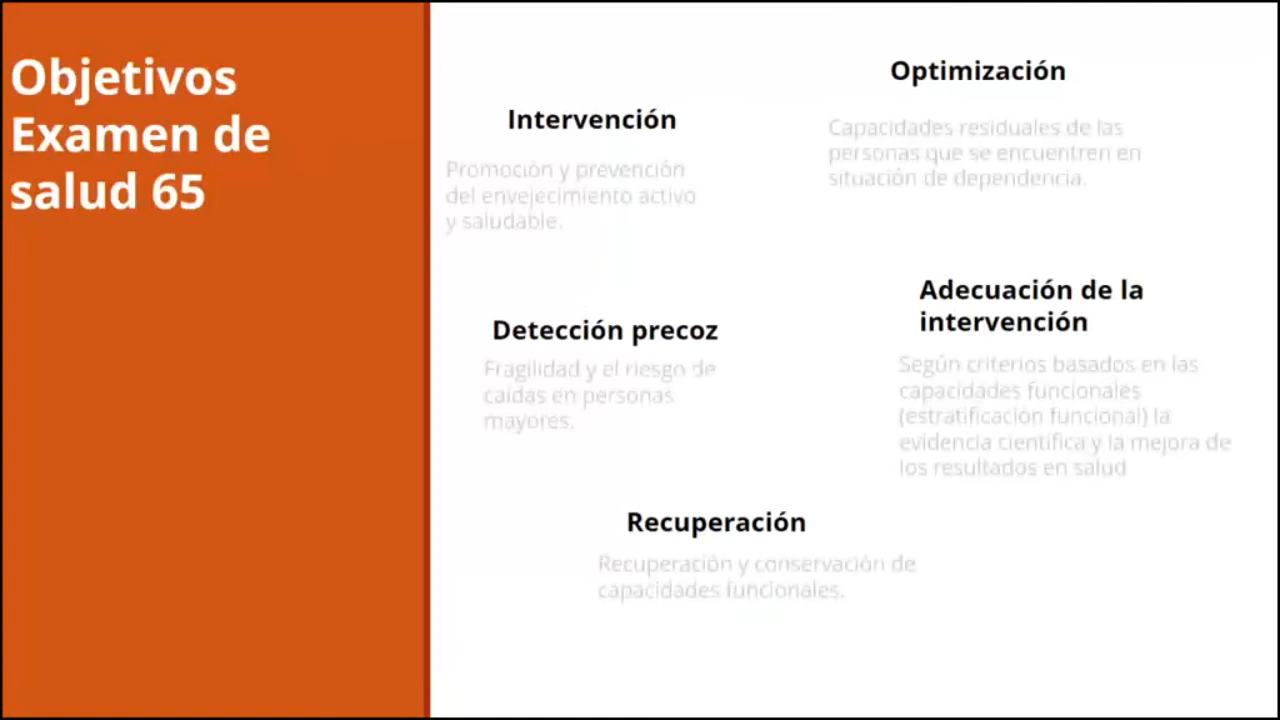 Objetivos
Examen de
salud 65
Intervención
Promoción y prevención
del envejecimiento activo
y saludable.
Detección precoz
Fragilidad y el riesgo de
caídas en personas
mayores.
Recuperación
Recuperación y conservación de
capacidades funcionales.
Optimización
Capacidades residuales de las
personas que se encuentren en
situación de dependencia.
Adecuación de la
intervención
Según criterios basados en las
capacidades funcionales
(estratificación funcional) la
evidencia científica y la mejora de
los resultados en salud